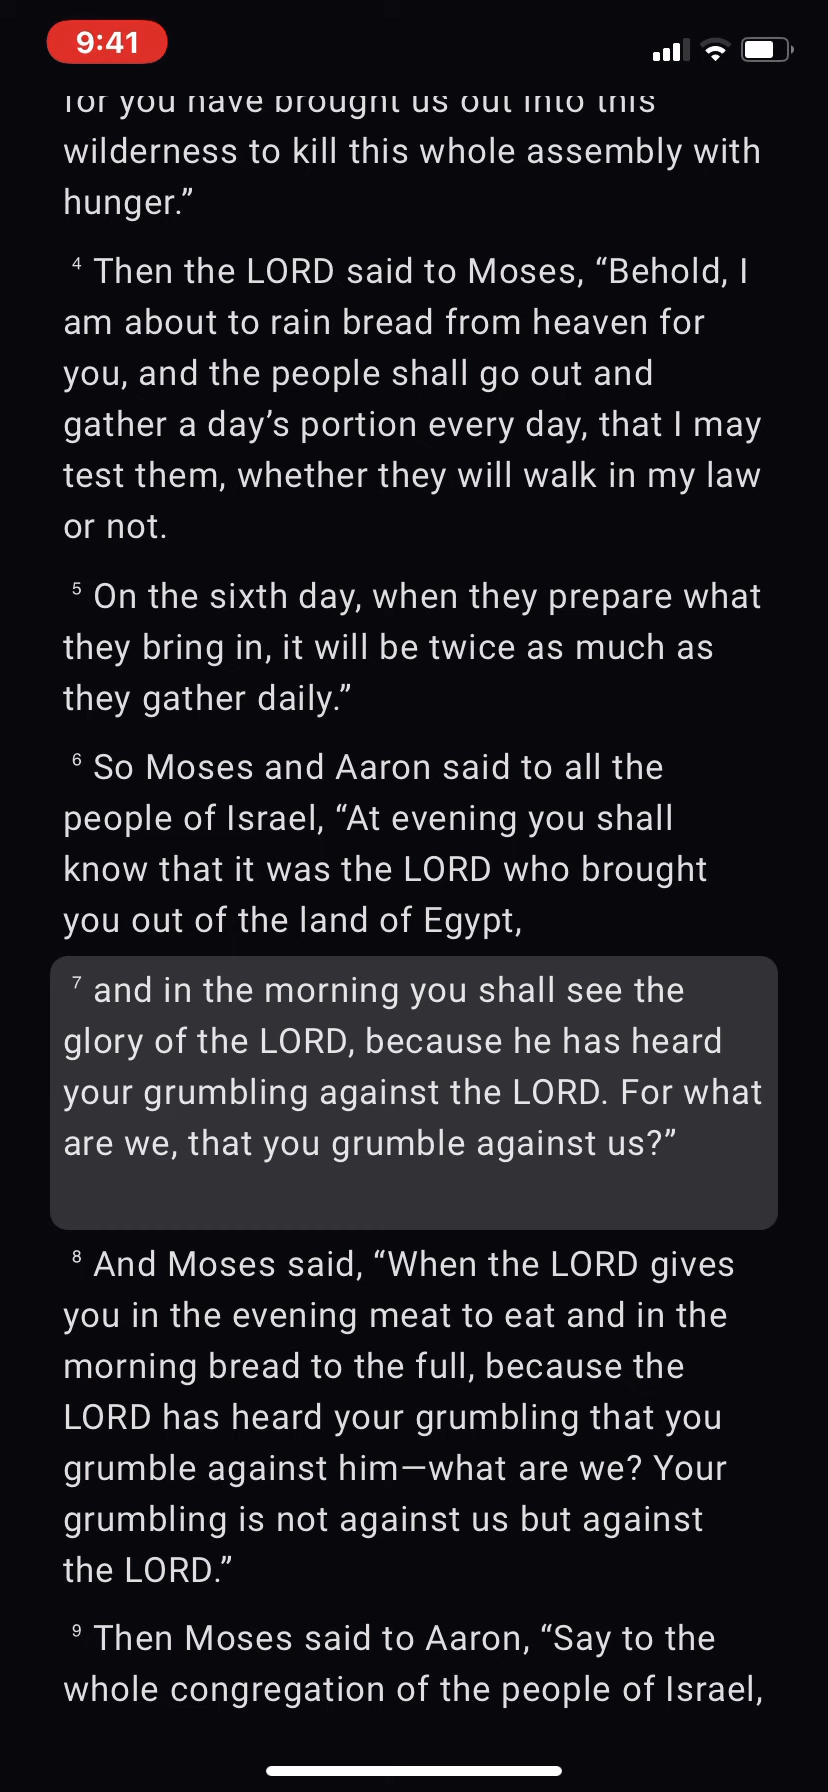 9:41
for you have brought us out into this
wilderness to kill this whole assembly with
hunger.”
4 Then the LORD said to Moses, “Behold, I
am about to rain bread from heaven for
you, and the people shall go out and
gather a day’s portion every day, that I may
test them, whether they will walk in my law
or not.
5 On the sixth day, when they prepare what
they bring in, it will be twice as much as
they gather daily.”
6 So Moses and Aaron said to all the
people of Israel, “At evening you shall
know that it was the LORD who brought
you out of the land of Egypt,
7 and in the morning you shall see the
glory of the LORD, because he has heard
your grumbling against the LORD. For what
are we, that you grumble against us?”
8 And Moses said, “When the LORD gives
you in the evening meat to eat and in the
morning bread to the full, because the
LORD has heard your grumbling that you
grumble against him—what are we? Your
grumbling is not against us but against
the LORD.”
9 Then Moses said to Aaron, “Say to the
whole congregation of the people of Israel,